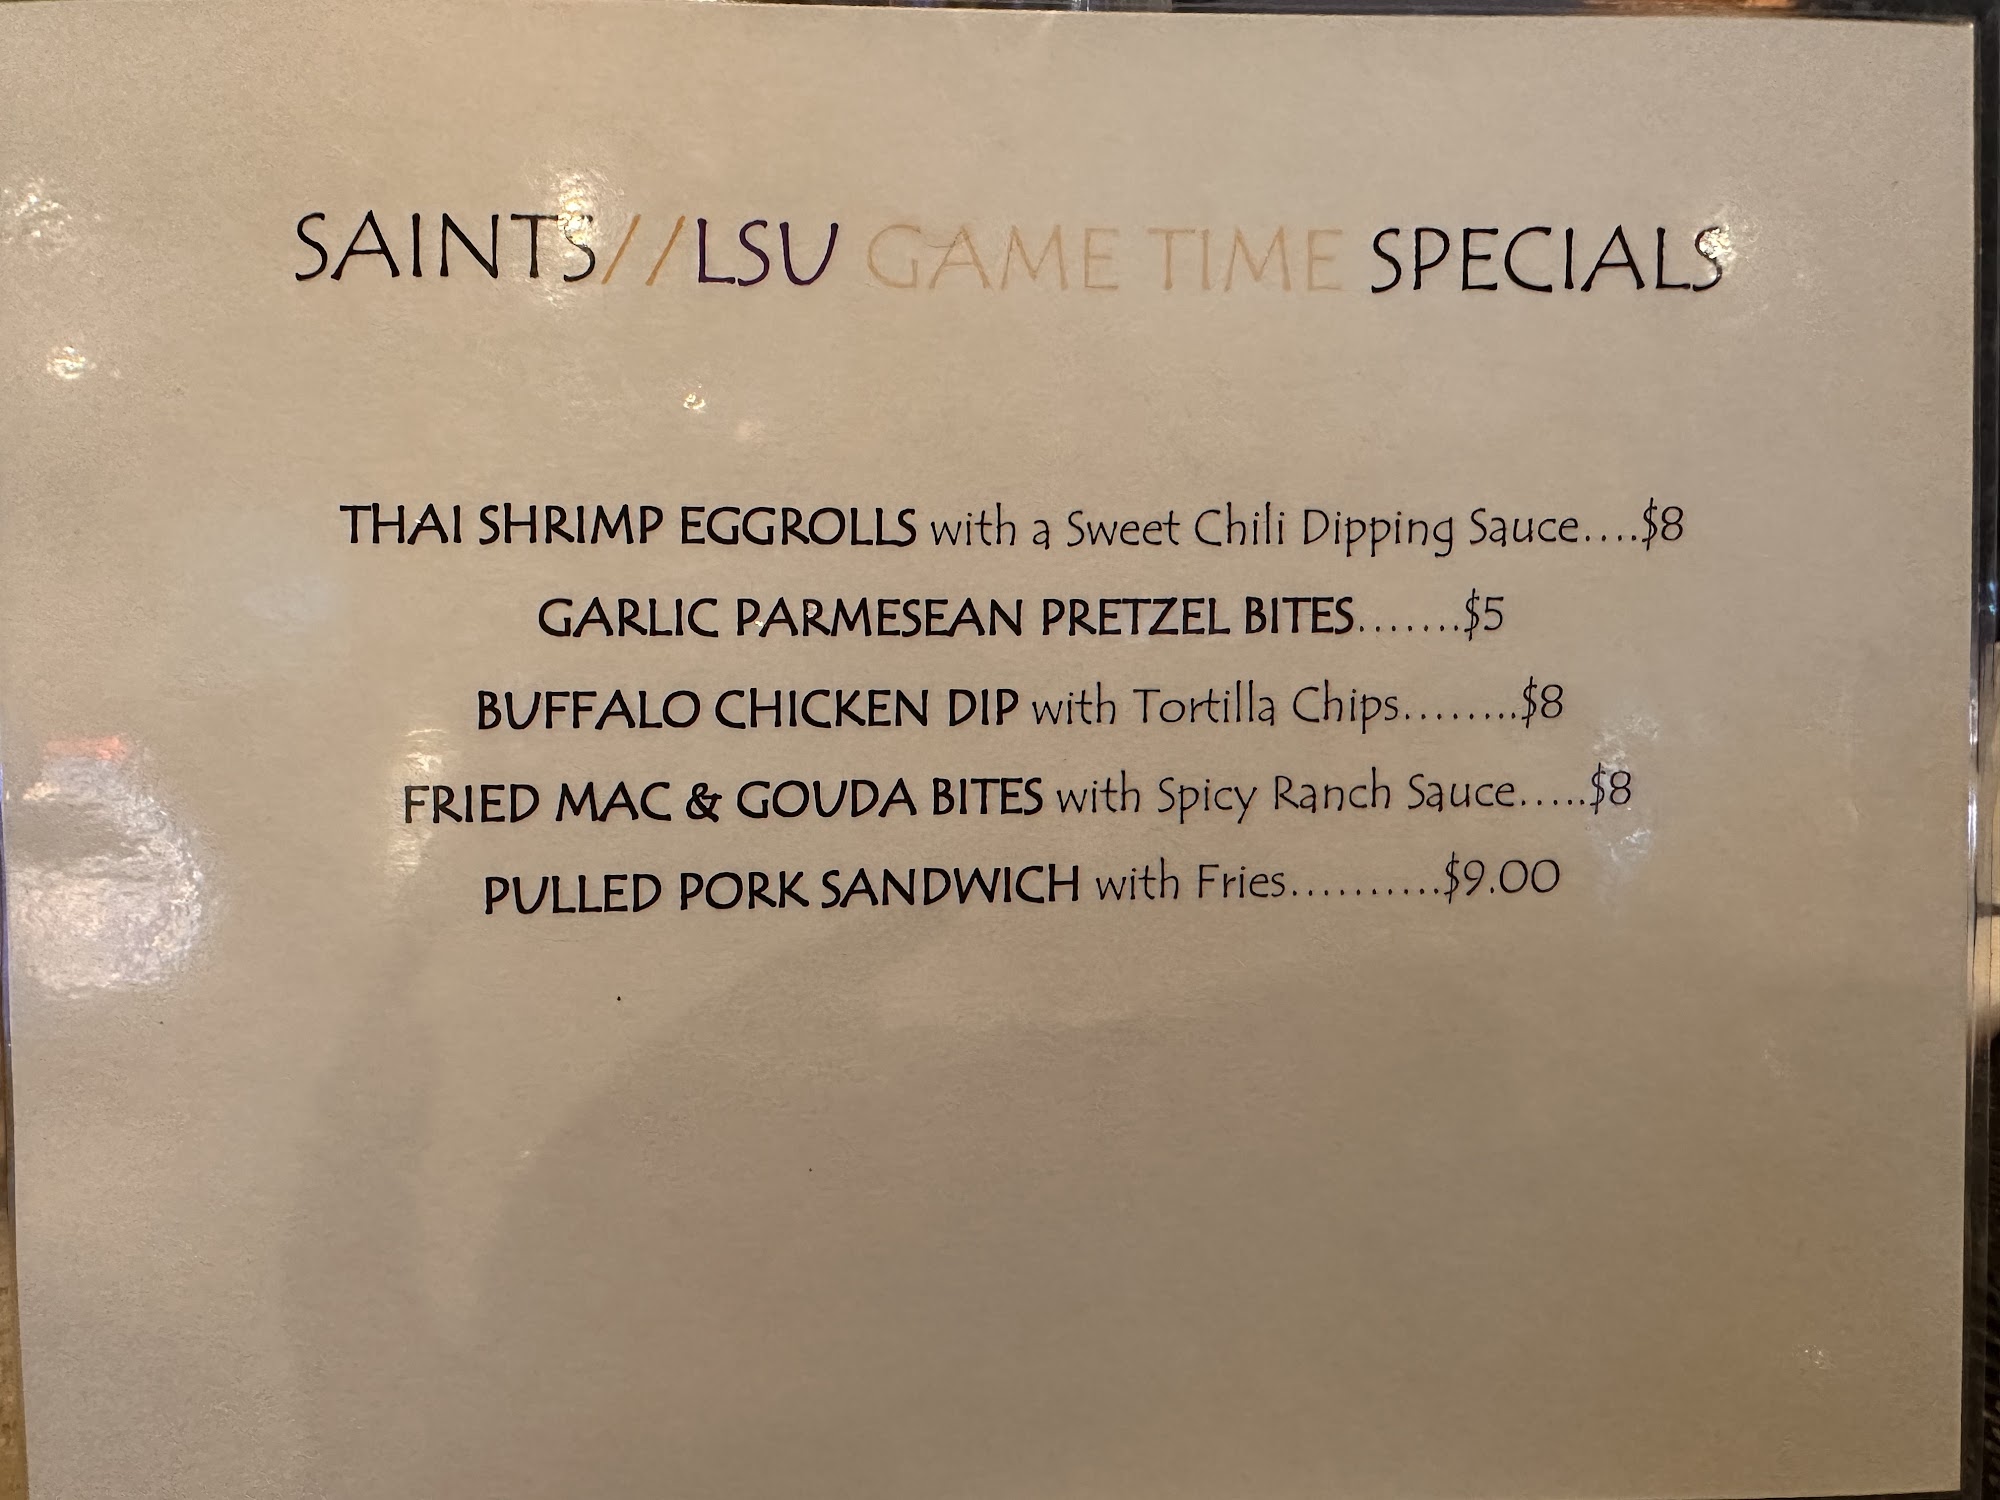 SAINTS//LSU GAME TIME SPECIALS
THAI SHRIMP EGGROLLS with a Sweet Chili Dipping Sauce....$8
GARLIC PARMESEAN PRETZEL BITES.......$5
BUFFALO CHICKEN DIP with Tortilla Chips........$8
FRIED MAC & GOUDA BITES with Spicy Ranch Sauce.....$8
PULLED PORK SANDWICH with Fries..........$9.00